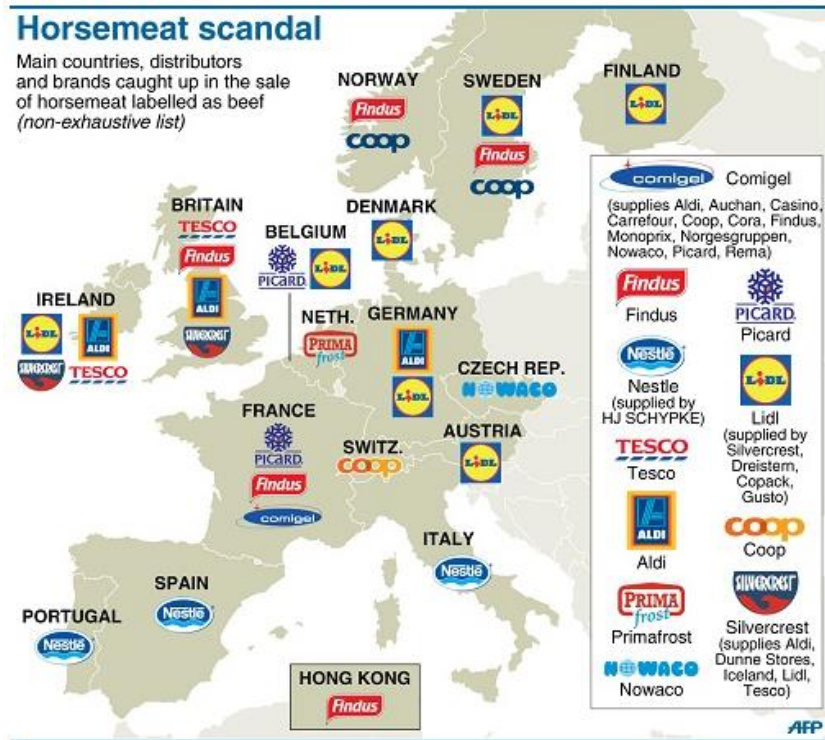 Horsemeat scandal
Main countries, distributors
and brands caught up in the sale
of horsemeat labelled as beef
(non-exhaustive list)
NORWAY
Findus
coop
SWEDEN
LiDL
Findus
coop
FINLAND
LiDL
BRITAIN
TESCO
Findus
ALDI
SILVERCREST
BELGIUM
PICARD
LiDL
DENMARK
LiDL
IRELAND
LiDL
ALDI
SILVERCREST
TESCO
NETH.
PRIMA
frost
GERMANY
ALDI
LiDL
CZECH REP.
NOWACO
FRANCE
PICARD
Findus
comigel
SWITZ.
coop
AUSTRIA
LiDL
ITALY
Nestlé
SPAIN
Nestlé
PORTUGAL
Nestlé
HONG KONG
Findus
comigel
Comigel
(supplies Aldi, Auchan, Casino,
Carrefour, Coop, Cora, Findus,
Monoprix, Norgesgruppen,
Nowaco, Picard, Rema)
Findus
Findus
Nestlé
Nestle
(supplied by
HJ SCHYPKE)
TESCO
Tesco
ALDI
Aldi
PRIMA
frost
Primafrost
NOWACO
Nowaco
PICARD
Picard
LiDL
Lidl
(supplied by
Silvercrest,
Dreistern,
Copack,
Gusto)
coop
Coop
SILVERCREST
Silvercrest
(supplies Aldi,
Dunne Stores,
Iceland, Lidl,
Tesco)
AFP